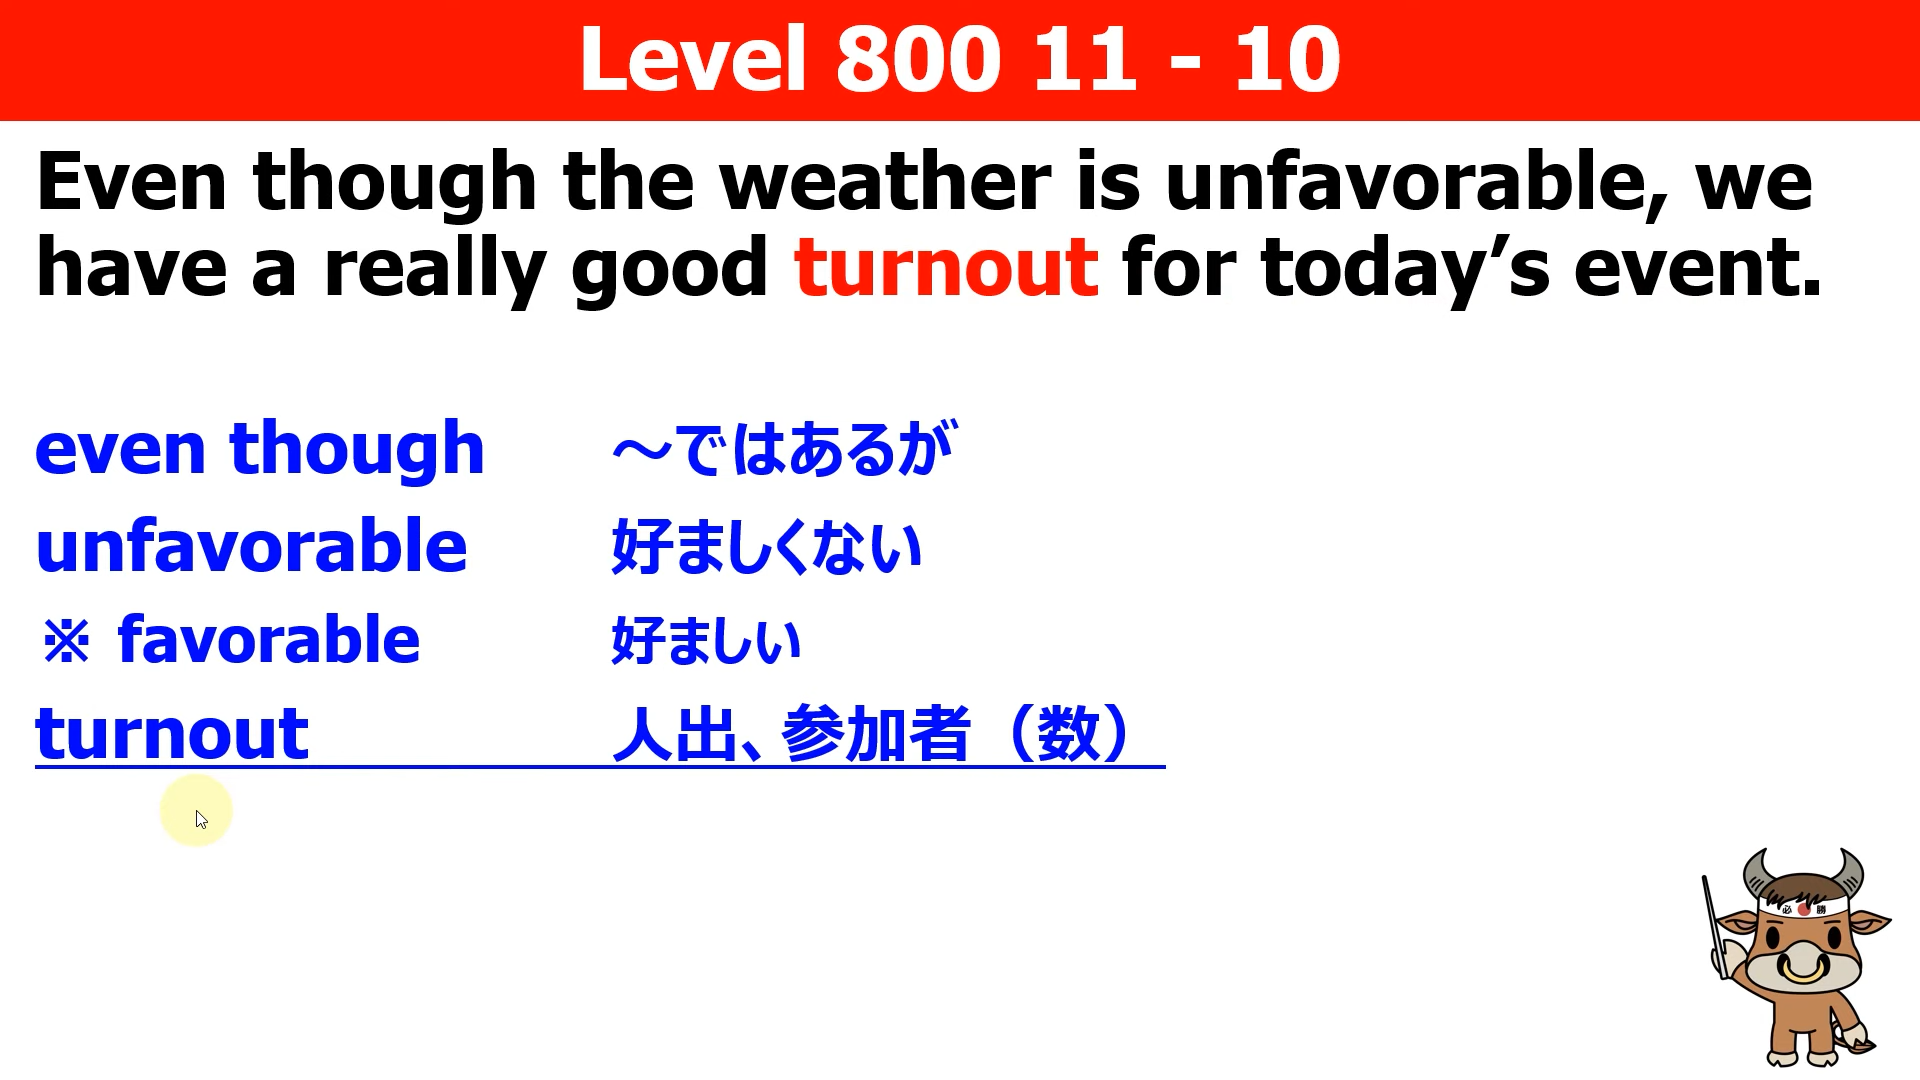 Level 800 11 - 10
Even though the weather is unfavorable, we
have a really good turnout for today’s event.
even though ～ではあるが
unfavorable 好ましくない
※ favorable 好ましい
turnout 人出、参加者（数）
必 勝